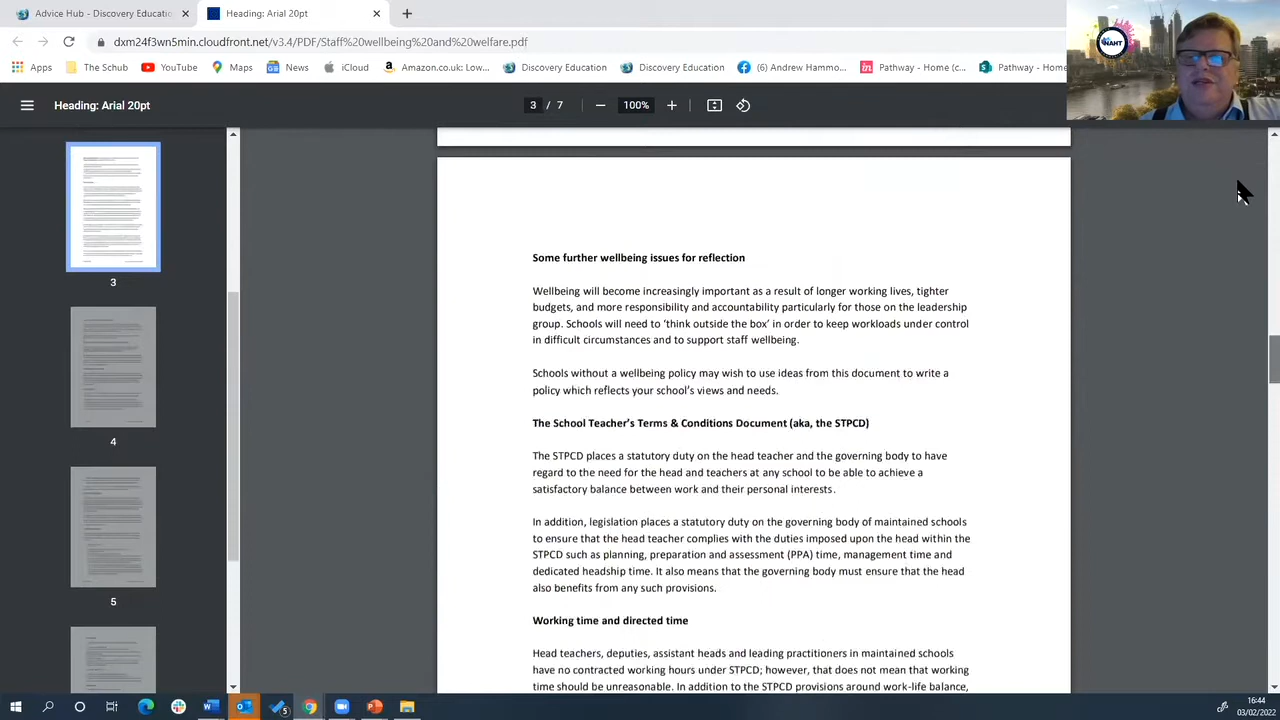 Advice Hub - Discovery Education
Heading: Arial 20pt
dxm24f3wn5min.cloudfront.net/v3.4/PDF/Staff%20wellbeing%20and%20welfare.pdf
Apps
The School
YouTube
Maps
News
iCloud
Discovery Education
Discovery Education
(6) Andrew Hammo...
Pathway - Home (c...
Pathway - Home
NAHT
Heading: Arial 20pt
3 / 7
100%
3
4
5
Some further wellbeing issues for reflection
Wellbeing will become increasingly important as a result of longer working lives, tighter
budgets, and more responsibility and accountability particularly for those on the leadership
group. Schools will need to ‘think outside the box’ in order to keep workloads under control
in difficult circumstances and to support staff wellbeing.
Schools without a wellbeing policy may wish to use ideas from this document to write a
policy which reflects your school’s views and needs.
The School Teacher’s Terms & Conditions Document (aka, the STPCD)
The STPCD places a statutory duty on the head teacher and the governing body to have
regard to the need for the head and teachers at any school to be able to achieve a
satisfactory balance between work and their personal interests.
In addition, legislation places a statutory duty on the governing body of maintained schools
to ensure that the head teacher complies with the duties imposed upon the head within the
STPCD such as planning, preparation and assessment (PPA) time, management time and
dedicated headship time. It also means that the governing body must ensure that the head
also benefits from any such provisions.
Working time and directed time
Head teachers, deputies, assistant heads and leading practitioners in maintained schools
have no contracted working hours under STPCD; however, that does not mean that working
time should be unreasonable. In addition to the STPCD provisions around work-life balance,
16:44
03/02/2022